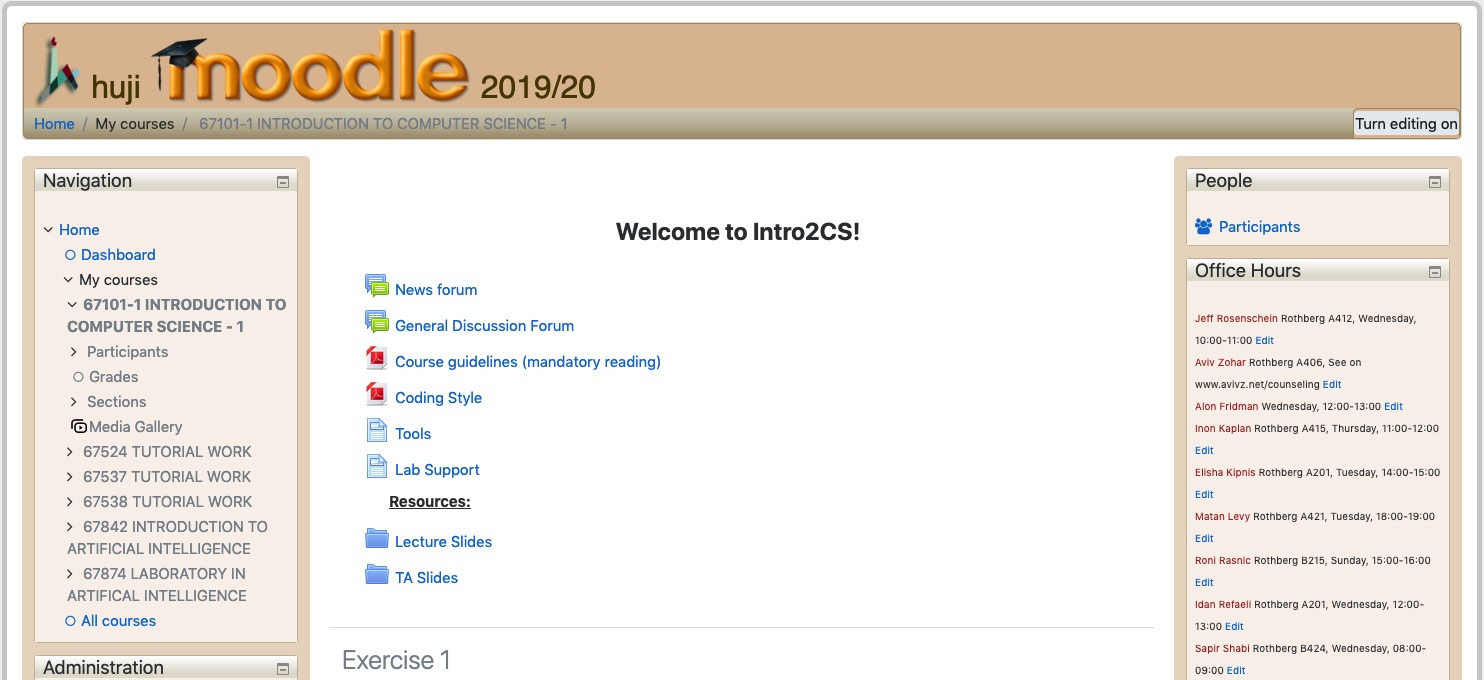 huji moodle 2019/20
Home / My courses / 67101-1 INTRODUCTION TO COMPUTER SCIENCE - 1
Turn editing on
Navigation
Home
Dashboard
My courses
67101-1 INTRODUCTION TO
COMPUTER SCIENCE - 1
Participants
Grades
Sections
Media Gallery
67524 TUTORIAL WORK
67537 TUTORIAL WORK
67538 TUTORIAL WORK
67842 INTRODUCTION TO
ARTIFICIAL INTELLIGENCE
67874 LABORATORY IN
ARTIFICAL INTELLIGENCE
All courses
Administration
Welcome to Intro2CS!
News forum
General Discussion Forum
Course guidelines (mandatory reading)
Coding Style
Tools
Lab Support
Resources:
Lecture Slides
TA Slides
Exercise 1
People
Participants
Office Hours
Jeff Rosenschein Rothberg A412, Wednesday,
10:00-11:00 Edit
Aviv Zohar Rothberg A406, See on
www.avivz.net/counseling Edit
Alon Fridman Wednesday, 12:00-13:00 Edit
Inon Kaplan Rothberg A415, Thursday, 11:00-12:00
Edit
Elisha Kipnis Rothberg A201, Tuesday, 14:00-15:00
Edit
Matan Levy Rothberg A421, Tuesday, 18:00-19:00
Edit
Roni Rasnic Rothberg B215, Sunday, 15:00-16:00
Edit
Idan Refaeli Rothberg A201, Wednesday, 12:00-
13:00 Edit
Sapir Shabi Rothberg B424, Wednesday, 08:00-
09:00 Edit